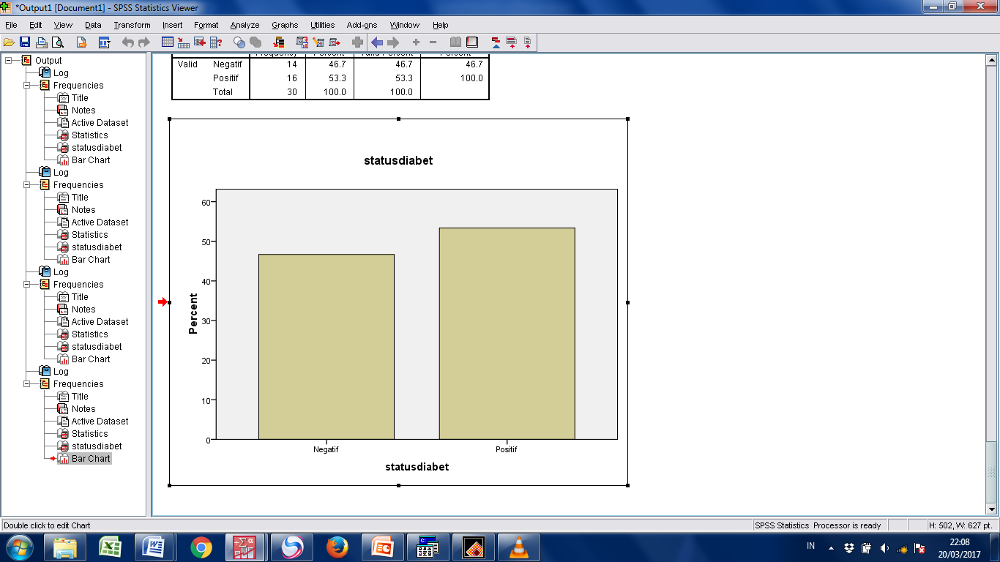 *Output1 [Document1] - SPSS Statistics Viewer
File Edit View Data Transform Insert Format Analyze Graphs Utilities Add-ons Window Help
Output
Log
Frequencies
Title
Notes
Active Dataset
Statistics
statusdiabet
Bar Chart
Log
Frequencies
Title
Notes
Active Dataset
Statistics
statusdiabet
Bar Chart
Log
Frequencies
Title
Notes
Active Dataset
Statistics
statusdiabet
Bar Chart
Log
Frequencies
Title
Notes
Active Dataset
Statistics
statusdiabet
Bar Chart
Frequency Percent Valid Percent Percent
Valid Negatif 14 46.7 46.7 46.7
Positif 16 53.3 53.3 100.0
Total 30 100.0 100.0
statusdiabet
60
50
40
30
20
10
0
Percent
Negatif Positif
statusdiabet
Double click to edit Chart
SPSS Statistics Processor is ready
H: 502, W: 627 pt.
IN
22:08
20/03/2017